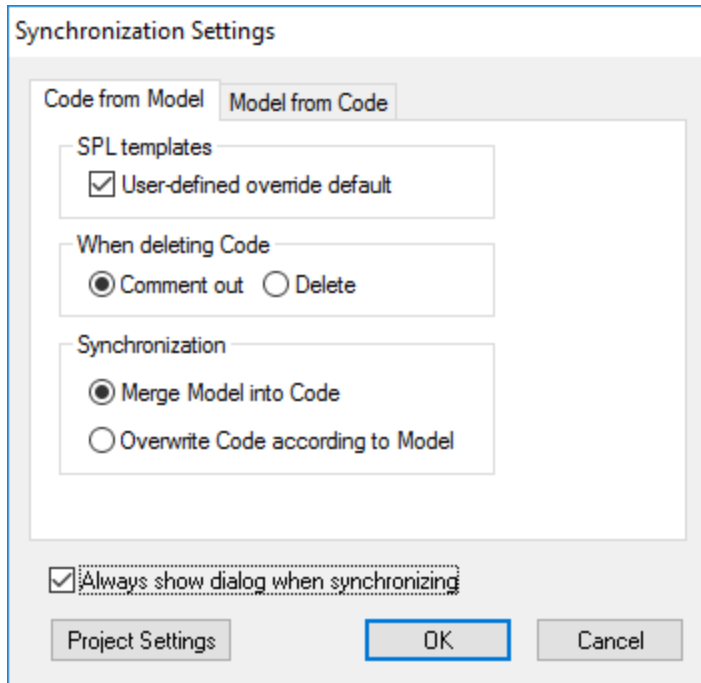 Synchronization Settings
Code from Model Model from Code
SPL templates
User-defined override default
When deleting Code
Comment out Delete
Synchronization
Merge Model into Code
Overwrite Code according to Model
Always show dialog when synchronizing
Project Settings OK Cancel